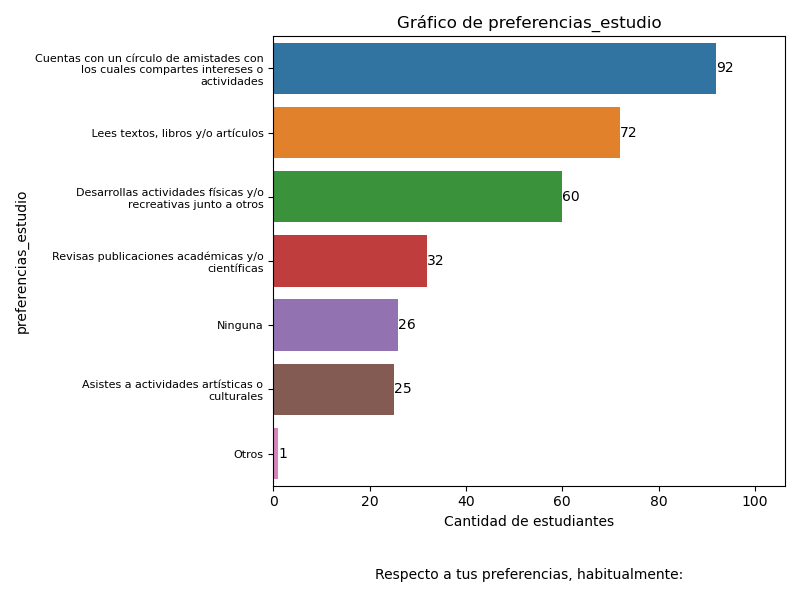 Gráfico de preferencias_estudio
preferencias_estudio
Cuentas con un círculo de amistades con
los cuales compartes intereses o
actividades
92
Lees textos, libros y/o artículos
72
Desarrollas actividades físicas y/o
recreativas junto a otros
60
Revisas publicaciones académicas y/o
científicas
32
Ninguna
26
Asistes a actividades artísticas o
culturales
25
Otros
1
0 20 40 60 80 100
Cantidad de estudiantes
Respecto a tus preferencias, habitualmente: